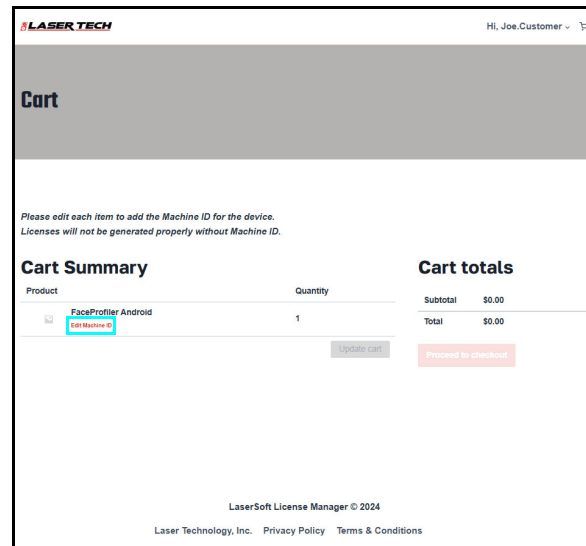 LASER TECH
Hi, Joe.Customer
Cart
Please edit each item to add the Machine ID for the device.
Licenses will not be generated properly without Machine ID.
Cart Summary
Product Quantity
FaceProfiler Android
Edit Machine ID
1
Update cart
Cart totals
Subtotal $0.00
Total $0.00
Proceed to checkout
LaserSoft License Manager © 2024
Laser Technology, Inc. Privacy Policy Terms & Conditions